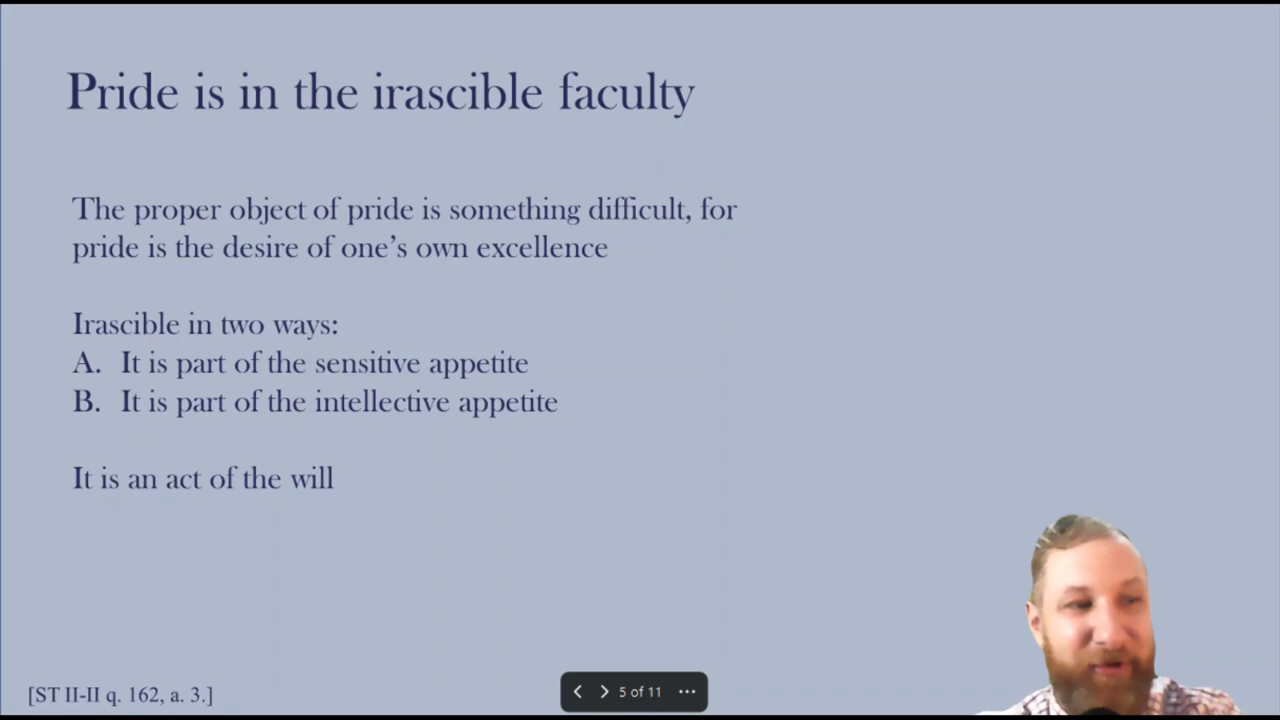 Pride is in the irascible faculty
The proper object of pride is something difficult, for
pride is the desire of one’s own excellence
Irascible in two ways:
A. It is part of the sensitive appetite
B. It is part of the intellective appetite
It is an act of the will
[ST II-II q. 162, a. 3.]
5 of 11